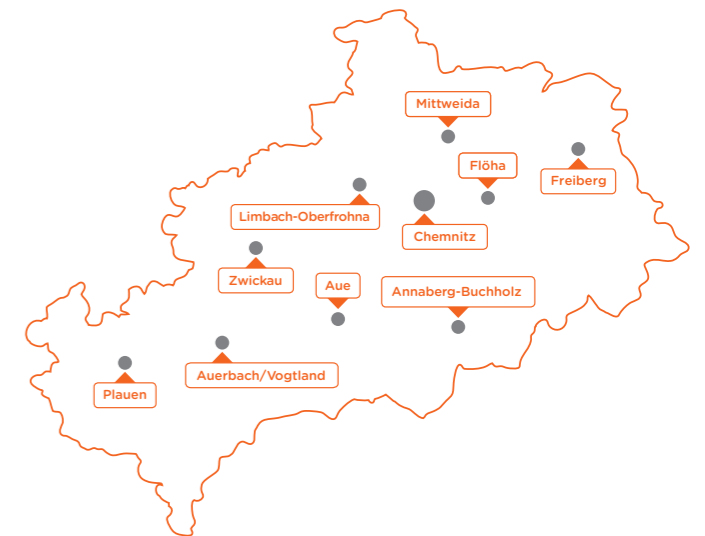 Mittweida
Flöha
Freiberg
Limbach-Oberfrohna
Chemnitz
Zwickau
Aue
Annaberg-Buchholz
Auerbach/Vogtland
Plauen